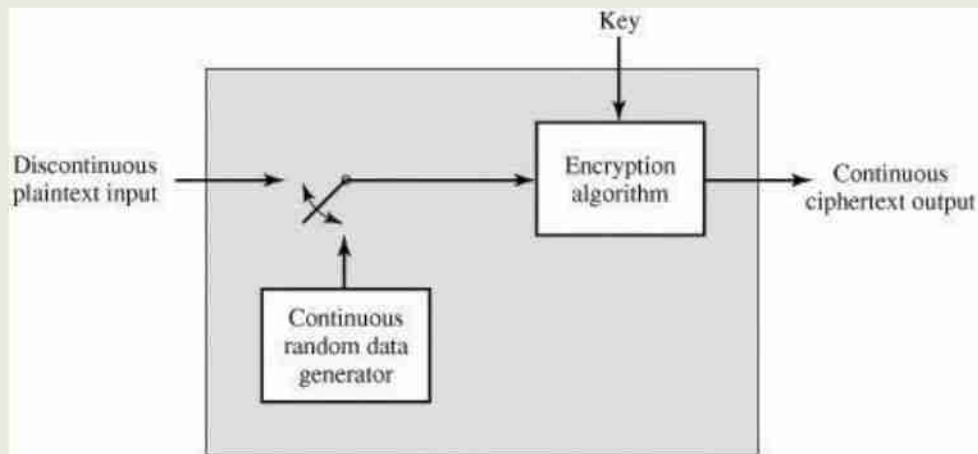 Key
Discontinuous
plaintext input
Encryption
algorithm
Continuous
ciphertext output
Continuous
random data
generator